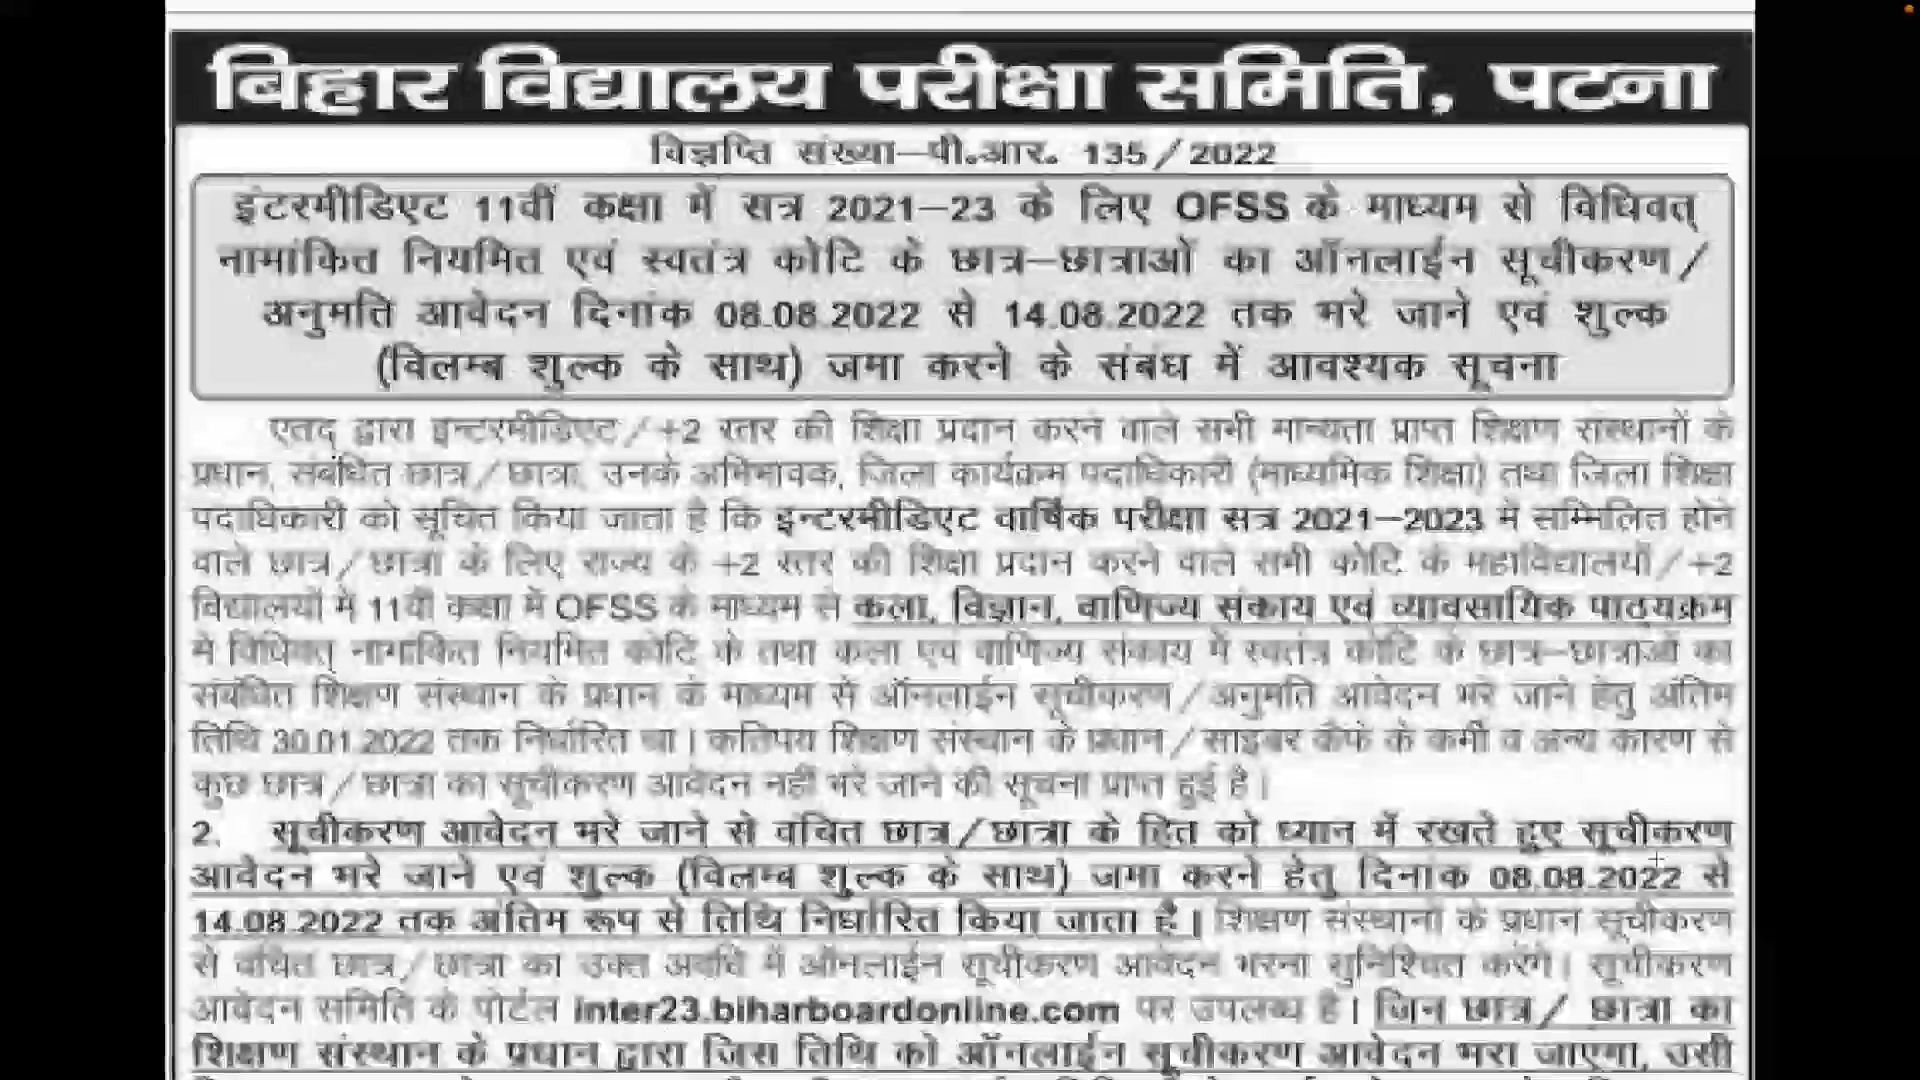 बिहार विद्यालय परीक्षा समिति, पटना
विज्ञप्ति संख्या—पी.आर. 135/2022
इंटरमीडिएट 11वीं कक्षा में सत्र 2021–23 के लिए OFSS के माध्यम से विधिवत्
नामांकित नियमित एवं स्वतंत्र कोटि के छात्र–छात्राओं का ऑनलाईन सूचीकरण/
अनुमति आवेदन दिनांक 08.08.2022 से 14.08.2022 तक भरे जाने एवं शुल्क
(विलम्ब शुल्क के साथ) जमा करने के संबंध में आवश्यक सूचना
एतद् द्वारा इन्टरमीडिएट/+2 स्तर की शिक्षा प्रदान करने वाले सभी मान्यता प्राप्त शिक्षण संस्थानों के
प्रधान, संबंधित छात्र/छात्रा, उनके अभिभावक, जिला कार्यक्रम पदाधिकारी (माध्यमिक शिक्षा) तथा जिला शिक्षा
पदाधिकारी को सूचित किया जाता है कि इन्टरमीडिएट वार्षिक परीक्षा सत्र 2021–2023 में सम्मिलित होने
वाले छात्र/छात्रा के लिए राज्य के +2 स्तर की शिक्षा प्रदान करने वाले सभी कोटि के महाविद्यालयों/+2
विद्यालयों में 11वीं कक्षा में OFSS के माध्यम से कला, विज्ञान, वाणिज्य संकाय एवं व्यावसायिक पाठ्यक्रम
में विधिवत् नामांकित नियमित कोटि के तथा कला एवं वाणिज्य संकाय में स्वतंत्र कोटि के छात्र–छात्राओं का
संबंधित शिक्षण संस्थान के प्रधान के माध्यम से ऑनलाईन सूचीकरण/अनुमति आवेदन भरे जाने हेतु अंतिम
तिथि 30.01.2022 तक निर्धारित था। कतिपय शिक्षण संस्थान के प्रधान/साइबर कैफे के कर्मी व अन्य कारण से
कुछ छात्र/छात्रा का सूचीकरण आवेदन नहीं भरे जाने की सूचना प्राप्त हुई है।
2. सूचीकरण आवेदन भरे जाने से वंचित छात्र/छात्रा के हित को ध्यान में रखते हुए सूचीकरण
आवेदन भरे जाने एवं शुल्क (विलम्ब शुल्क के साथ) जमा करने हेतु दिनांक 08.08.2022 से
14.08.2022 तक अंतिम रूप से तिथि निर्धारित किया जाता है। शिक्षण संस्थानों के प्रधान सूचीकरण
से वंचित छात्र/छात्रा का उक्त अवधि में ऑनलाईन सूचीकरण आवेदन भरना सुनिश्चित करेंगे। सूचीकरण
आवेदन समिति के पोर्टल inter23.biharboardonline.com पर उपलब्ध है। जिन छात्र/ छात्रा का
शिक्षण संस्थान के प्रधान द्वारा जिस तिथि को ऑनलाईन सूचीकरण आवेदन भरा जाएगा, उसी